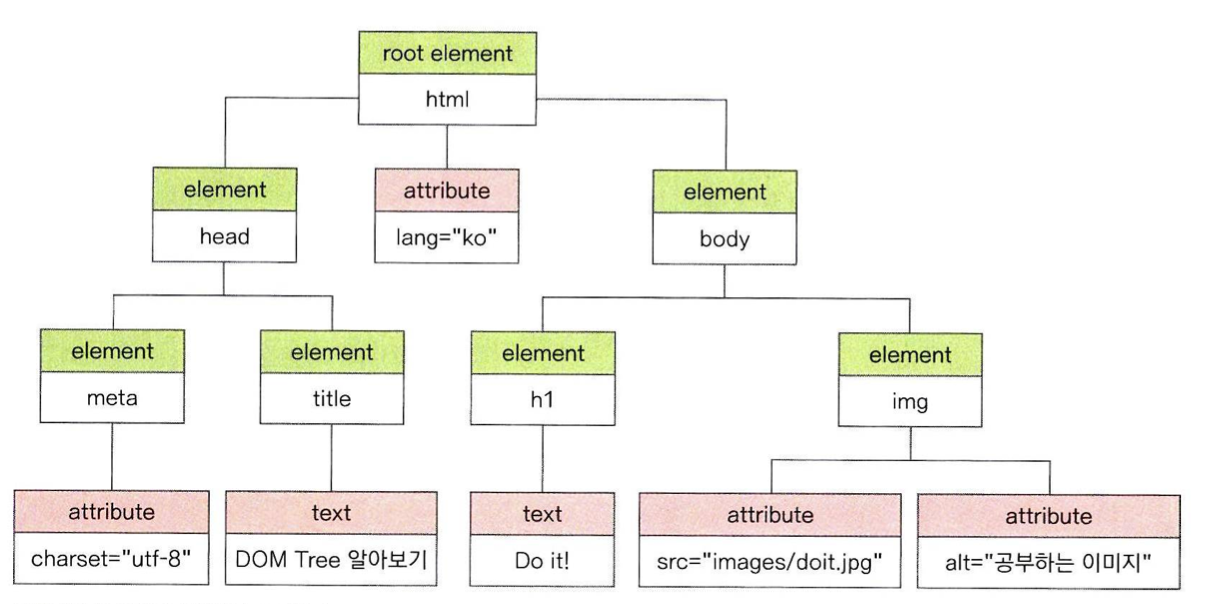 root element
html
element
head
attribute
lang="ko"
element
body
element
meta
element
title
element
h1
element
img
attribute
charset="utf-8"
text
DOM Tree 알아보기
text
Do it!
attribute
src="images/doit.jpg"
attribute
alt="공부하는 이미지"